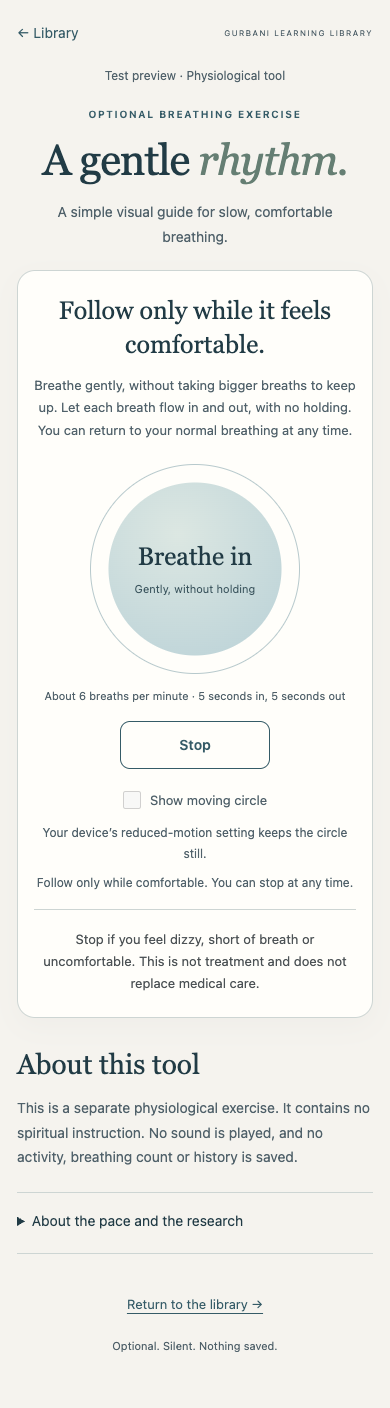 ← Library
GURBANI LEARNING LIBRARY
Test preview · Physiological tool
OPTIONAL BREATHING EXERCISE
A gentle rhythm.
A simple visual guide for slow, comfortable
breathing.
Follow only while it feels
comfortable.
Breathe gently, without taking bigger breaths to keep
up. Let each breath flow in and out, with no holding.
You can return to your normal breathing at any time.
Breathe in
Gently, without holding
About 6 breaths per minute · 5 seconds in, 5 seconds out
Stop
Show moving circle
Your device’s reduced-motion setting keeps the circle
still.
Follow only while comfortable. You can stop at any time.
Stop if you feel dizzy, short of breath or
uncomfortable. This is not treatment and does not
replace medical care.
About this tool
This is a separate physiological exercise. It contains no
spiritual instruction. No sound is played, and no
activity, breathing count or history is saved.
▶ About the pace and the research
Return to the library →
Optional. Silent. Nothing saved.